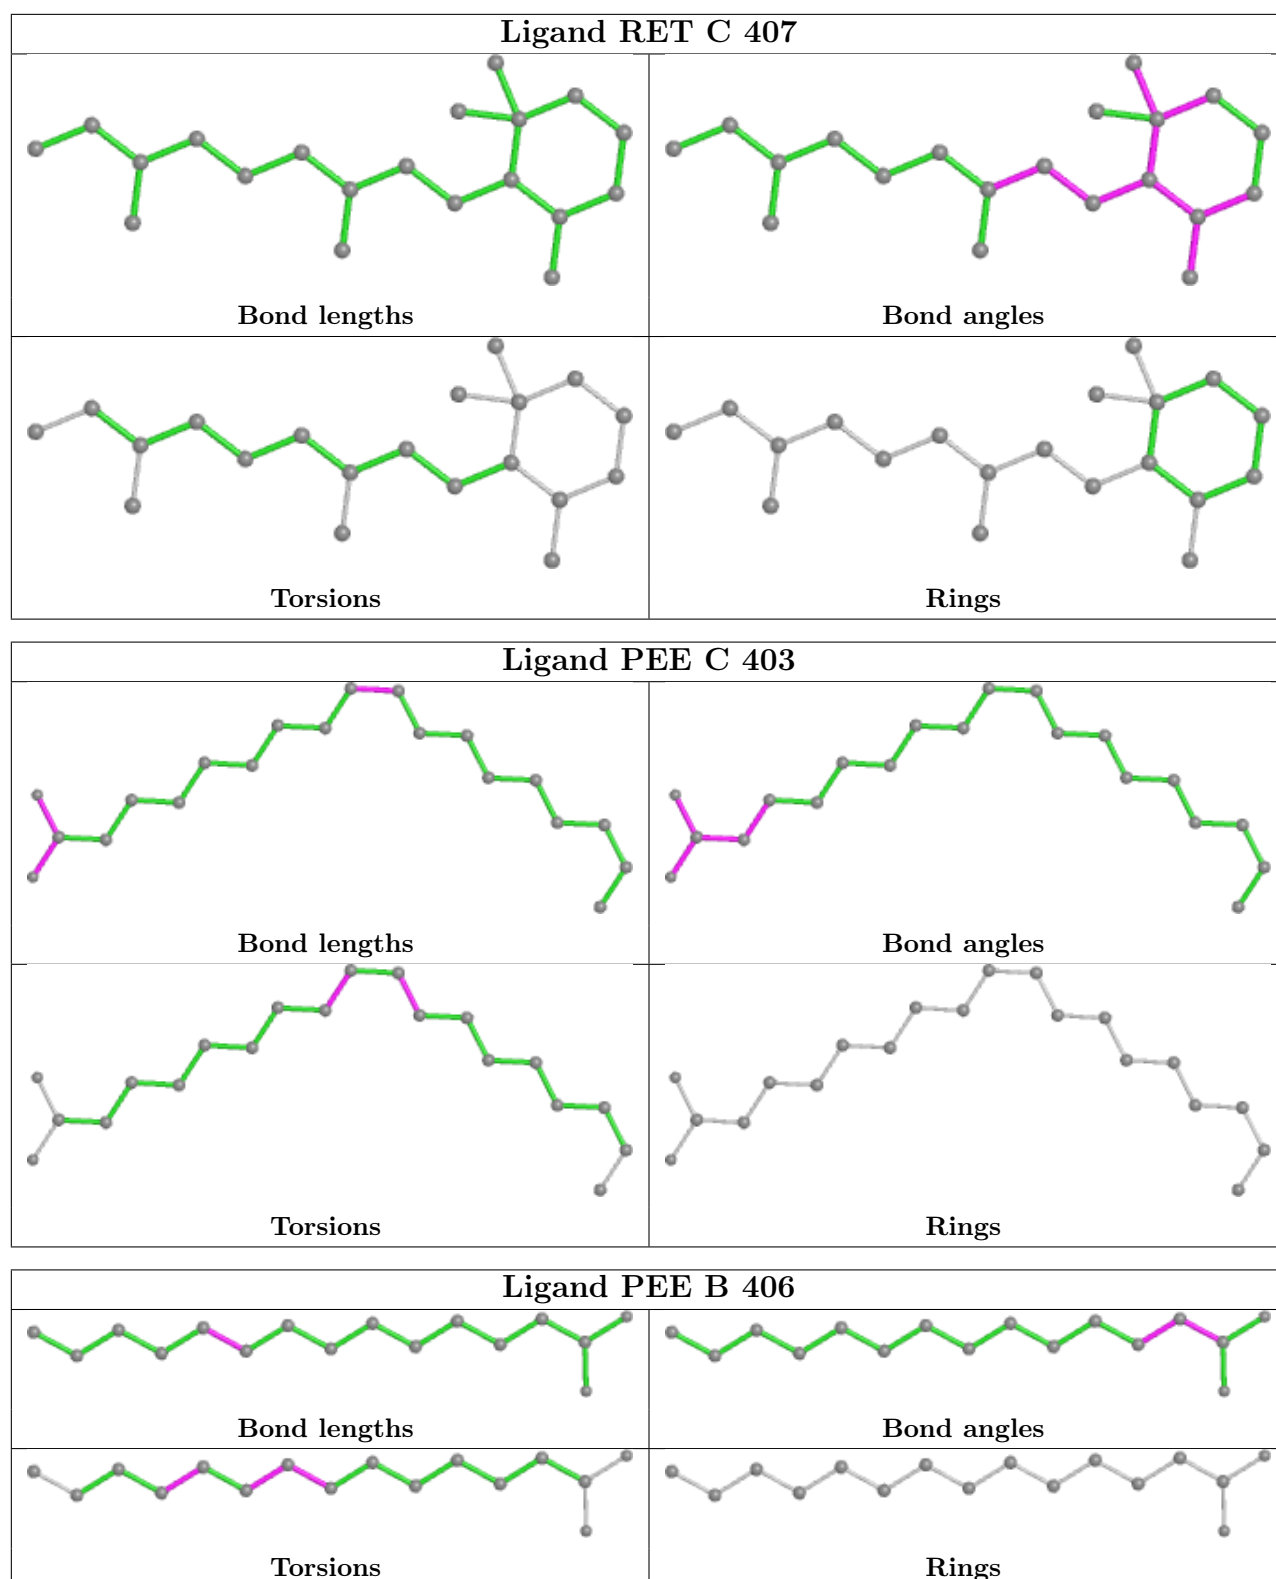 Ligand RET C 407
Bond lengths
Bond angles
Torsions
Rings
Ligand PEE C 403
Bond lengths
Bond angles
Torsions
Rings
Ligand PEE B 406
Bond lengths
Bond angles
Torsions
Rings